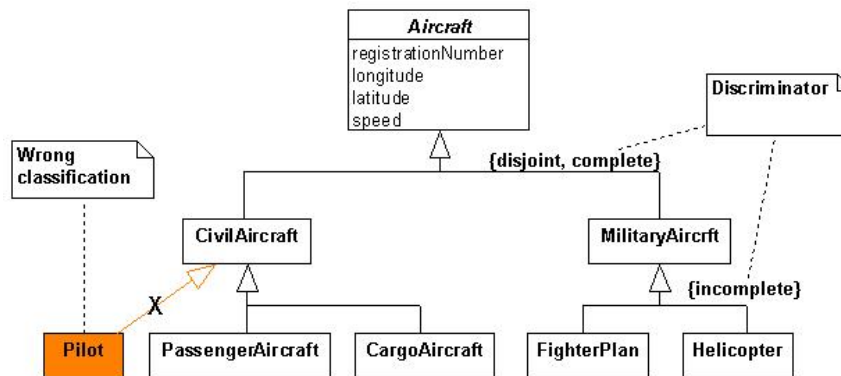 Aircraft
registrationNumber
longitude
latitude
speed
Discriminator
Wrong
classification
{disjoint, complete}
CivilAircraft
MilitaryAircrft
{incomplete}
X
Pilot
PassengerAircraft
CargoAircraft
FighterPlan
Helicopter